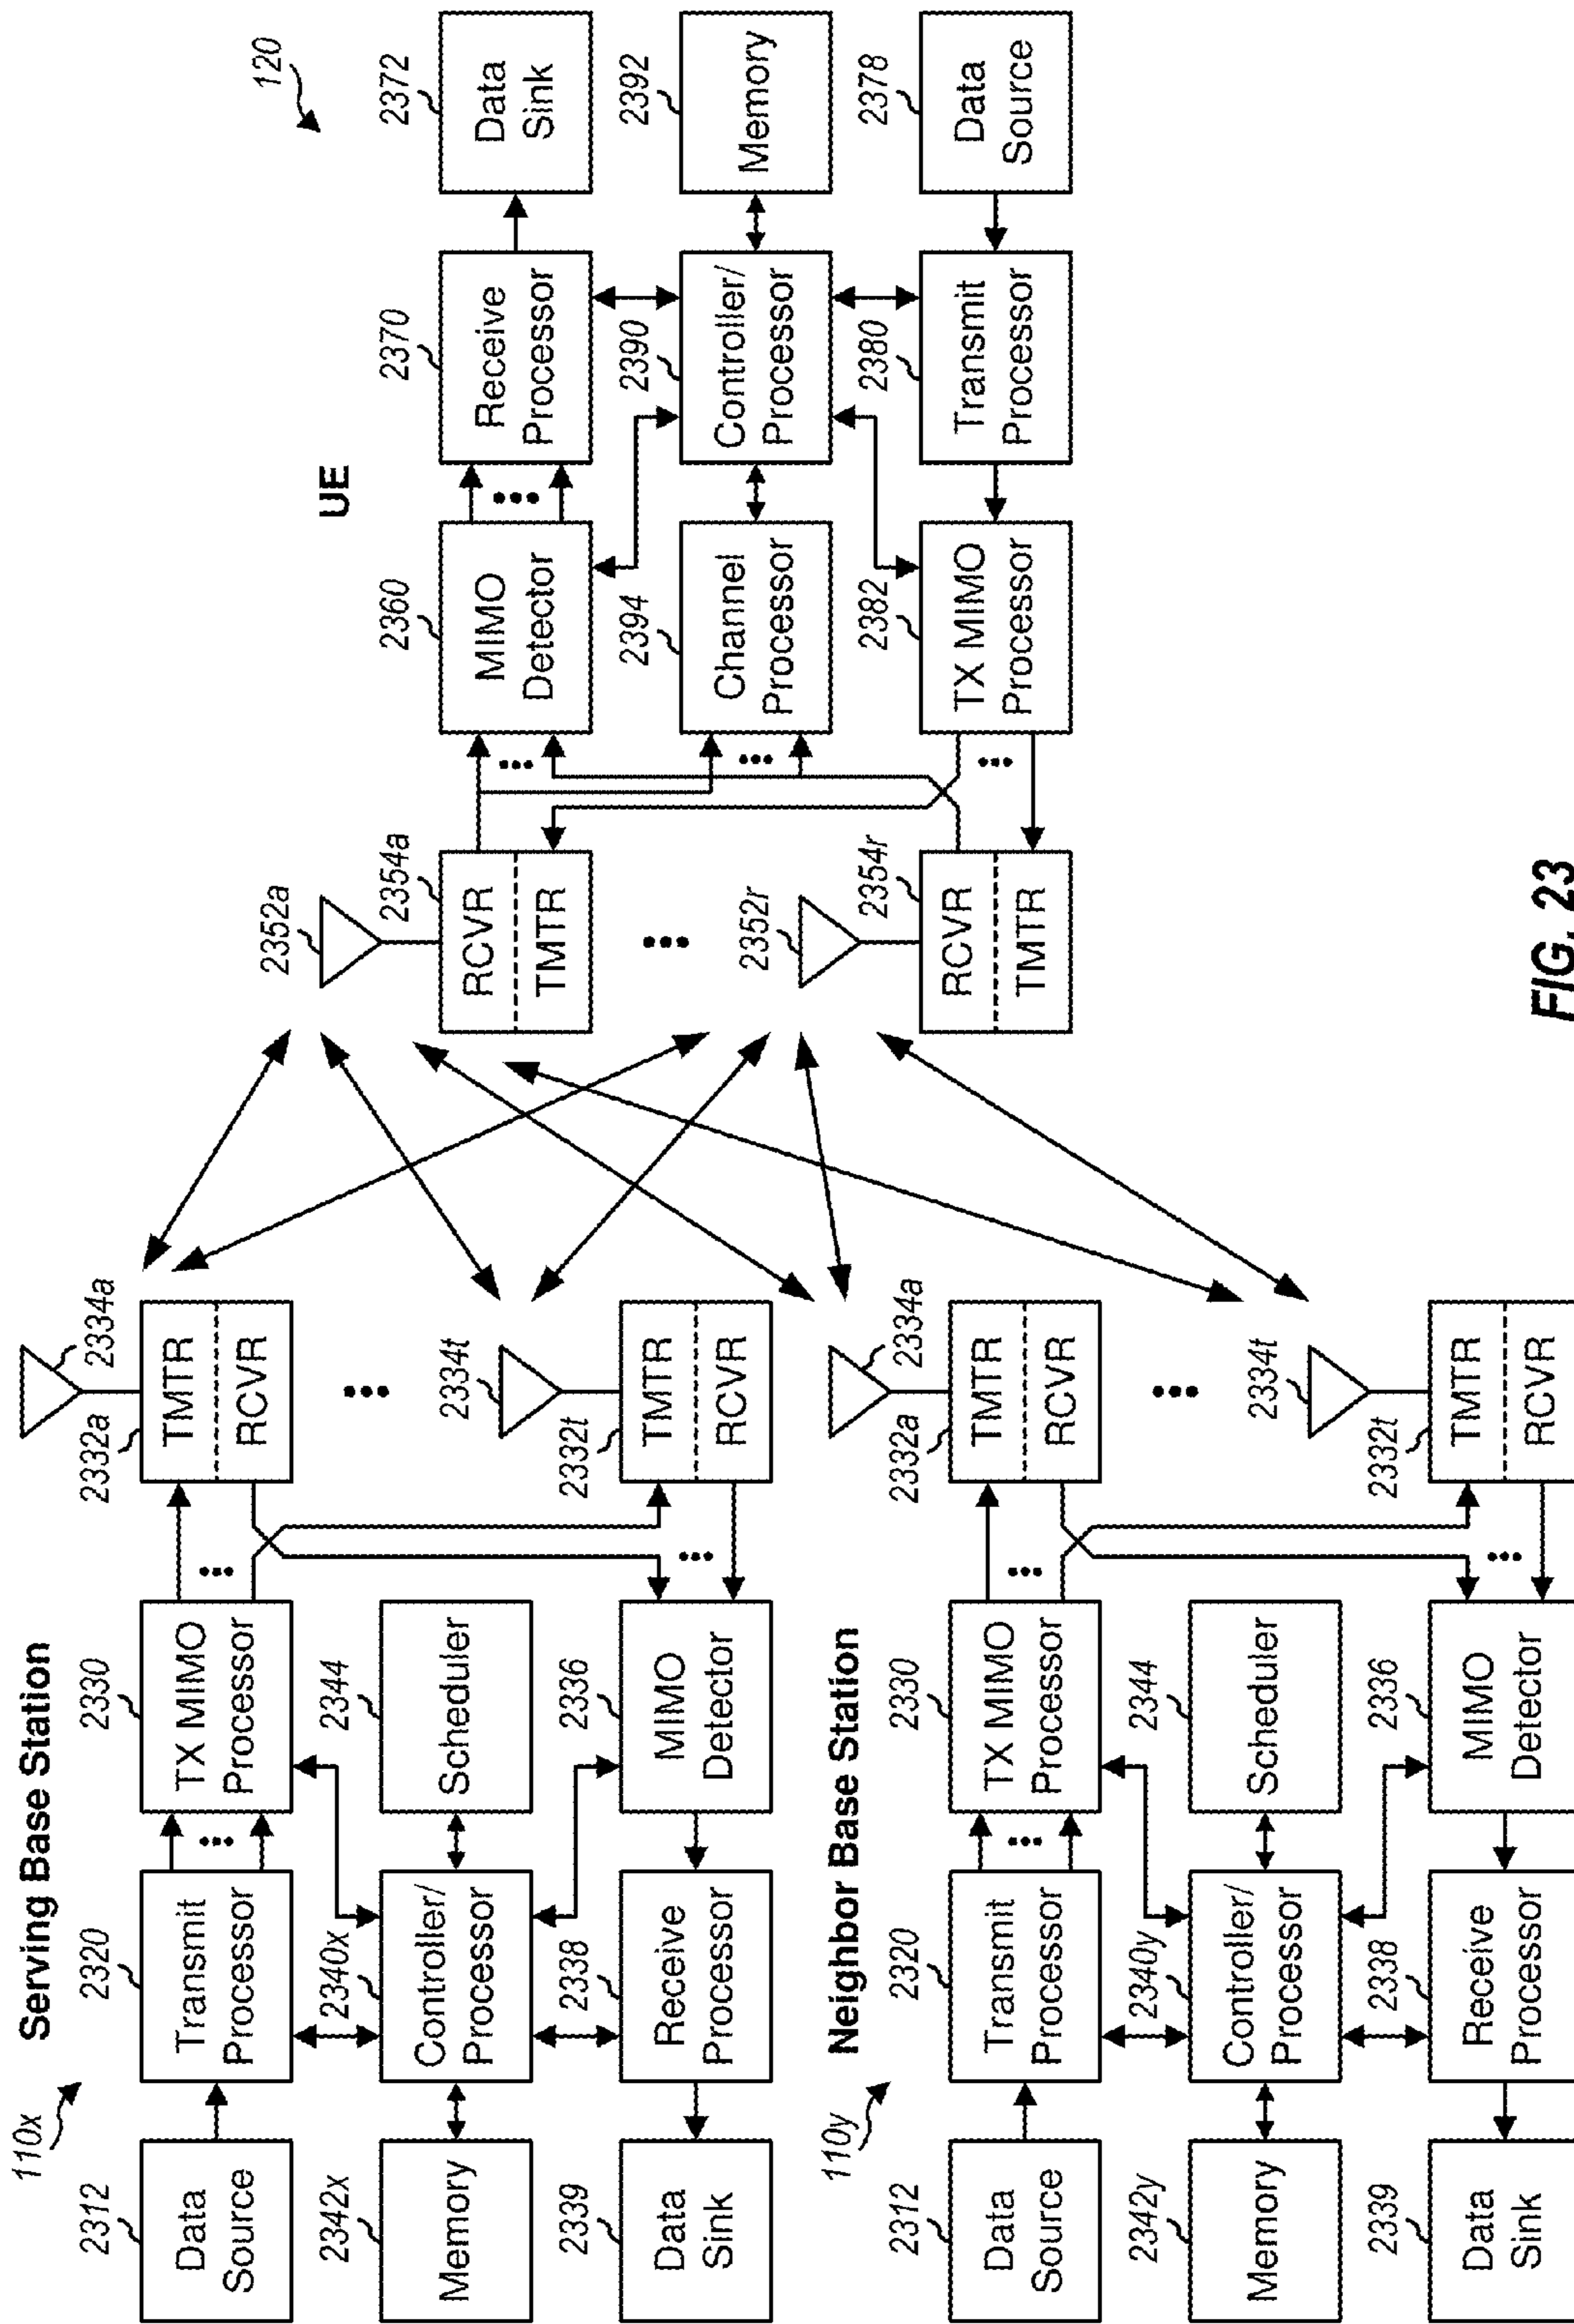 110x
Serving Base Station
2312
Data
Source
2320
Transmit
Processor
2330
TX MIMO
Processor
2332a
TMTR
RCVR
2334a
2342x
Memory
2340x
Controller/
Processor
2344
Scheduler
2334t
2339
Data
Sink
2338
Receive
Processor
2336
MIMO
Detector
2332t
TMTR
RCVR
110y
Neighbor Base Station
2312
Data
Source
2320
Transmit
Processor
2330
TX MIMO
Processor
2332a
TMTR
RCVR
2334a
2342y
Memory
2340y
Controller/
Processor
2344
Scheduler
2334t
2339
Data
Sink
2338
Receive
Processor
2336
MIMO
Detector
2332t
TMTR
RCVR
UE
120
2352a
2354a
RCVR
TMTR
2360
MIMO
Detector
2370
Receive
Processor
2372
Data
Sink
2394
Channel
Processor
2390
Controller/
Processor
2392
Memory
2352r
2354r
RCVR
TMTR
2382
TX MIMO
Processor
2380
Transmit
Processor
2378
Data
Source
FIG. 23